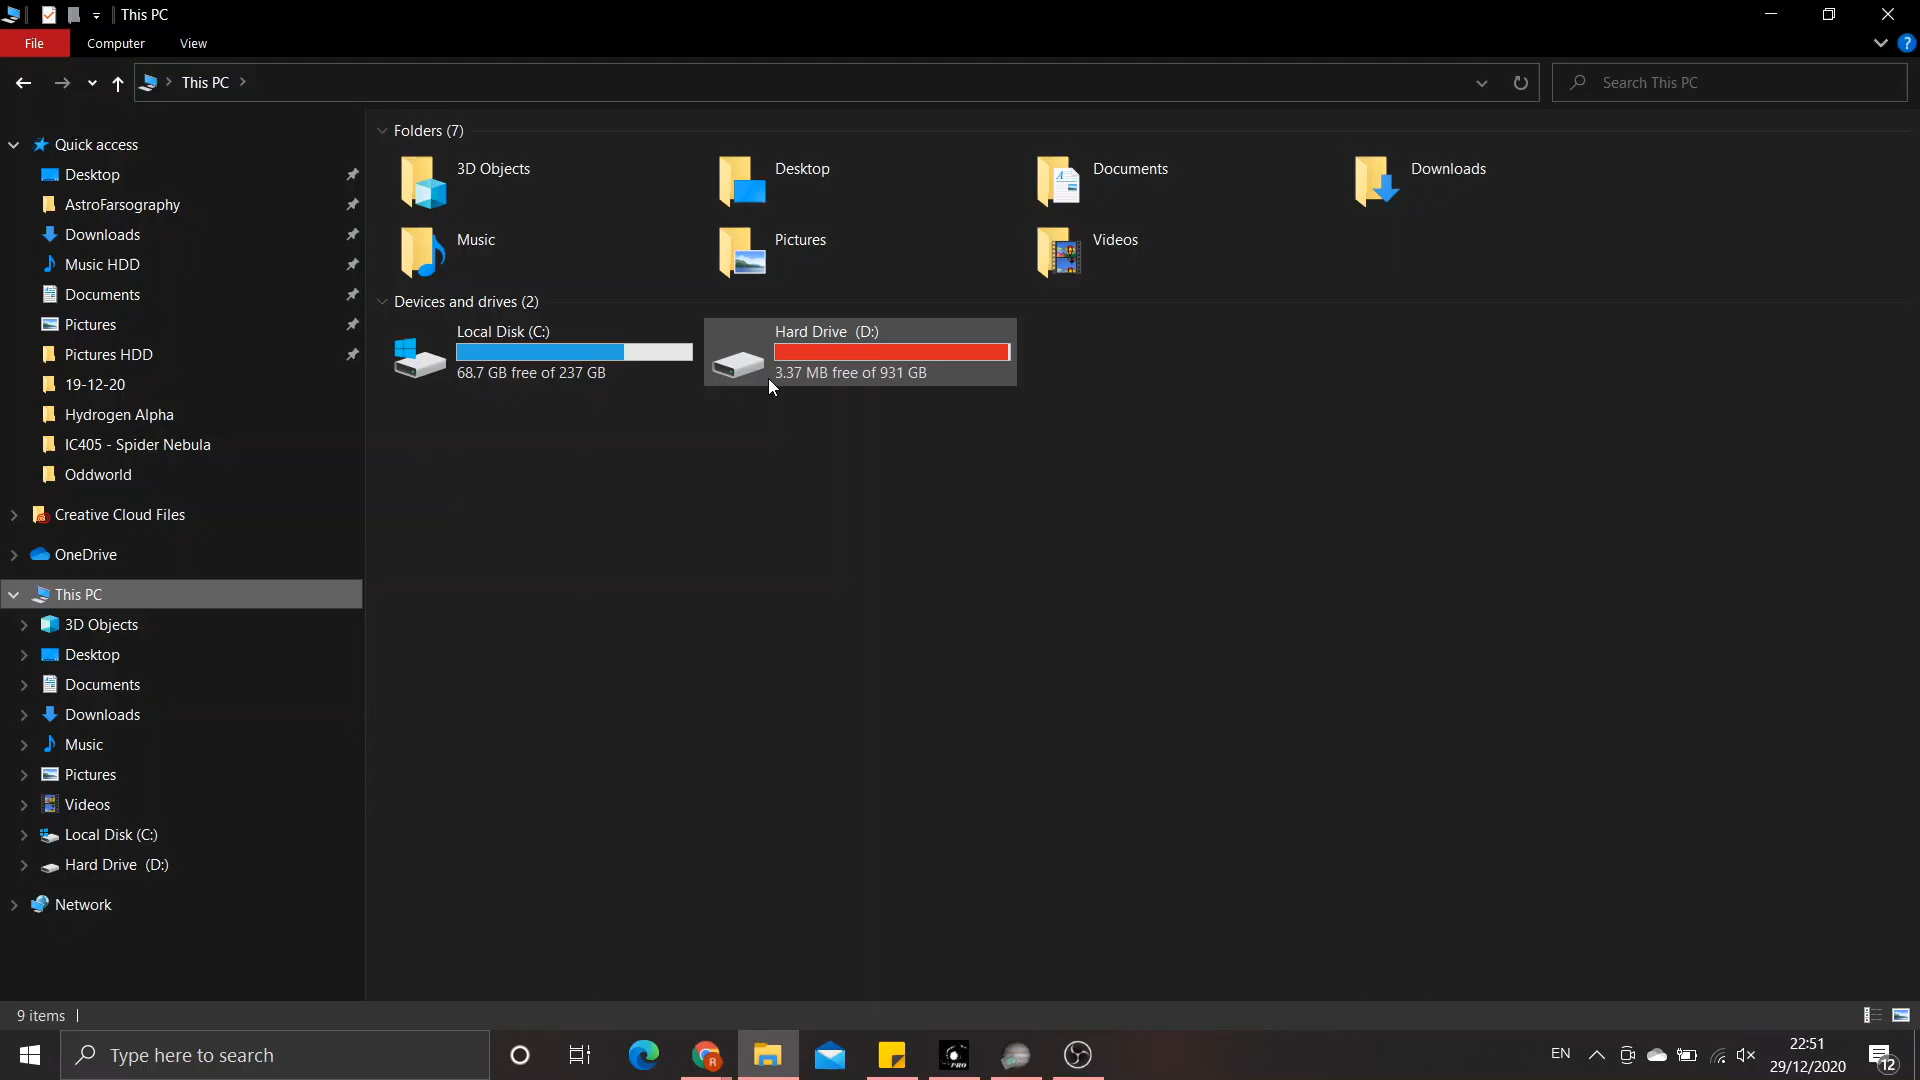 This PC
File
Computer
View
This PC
Search This PC
Quick access
Desktop
AstroFarsography
Downloads
Music HDD
Documents
Pictures
Pictures HDD
19-12-20
Hydrogen Alpha
IC405 - Spider Nebula
Oddworld
Creative Cloud Files
OneDrive
This PC
3D Objects
Desktop
Documents
Downloads
Music
Pictures
Videos
Local Disk (C:)
Hard Drive (D:)
Network
Folders (7)
3D Objects
Desktop
Documents
Downloads
Music
Pictures
Videos
Devices and drives (2)
Local Disk (C:)
68.7 GB free of 237 GB
Hard Drive (D:)
3.37 MB free of 931 GB
9 items
Type here to search
R
PRO
EN
22:51
29/12/2020
12